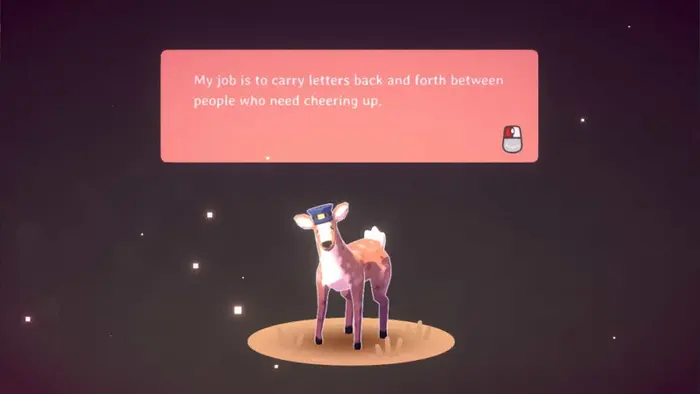 My job is to carry letters back and forth between
people who need cheering up.